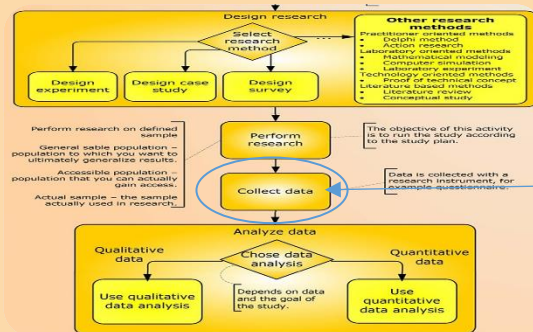 Design research
Select
research
method
Design
experiment
Design case
study
Design
survey
Other research
methods
Practitioner oriented methods
• Delphi method
• Action research
Laboratory oriented methods
• Mathematical modeling
• Computer simulation
• Laboratory experiment
Technology oriented methods
• Proof of technical concept
Literature based methods
• Literature review
• Conceptual study
Perform research on defined
sample
General sable population –
population to which you want to
ultimately generalize results.
Accessible population –
population that you can actually
gain access.
Actual sample – the sample
actually used in research.
Perform
research
The objective of this activity
is to run the study according
to the study plan.
Collect data
Data is collected with a
research instrument, for
example questionnaire.
Analyze data
Qualitative
data
Chose data
analysis
Quantitative
data
Use qualitative
data analysis
Depends on data
and the goal of
the study.
Use
quantitative
data analysis